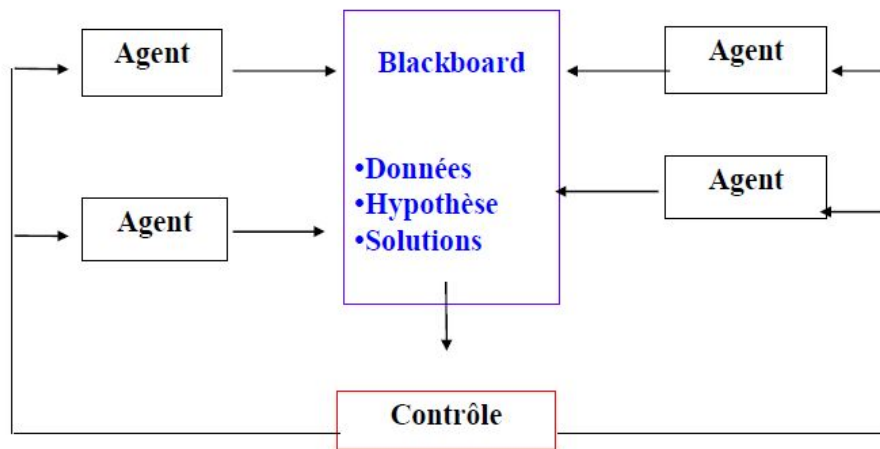 Agent
Blackboard
Agent
•Données
•Hypothèse
•Solutions
Agent
Agent
Contrôle